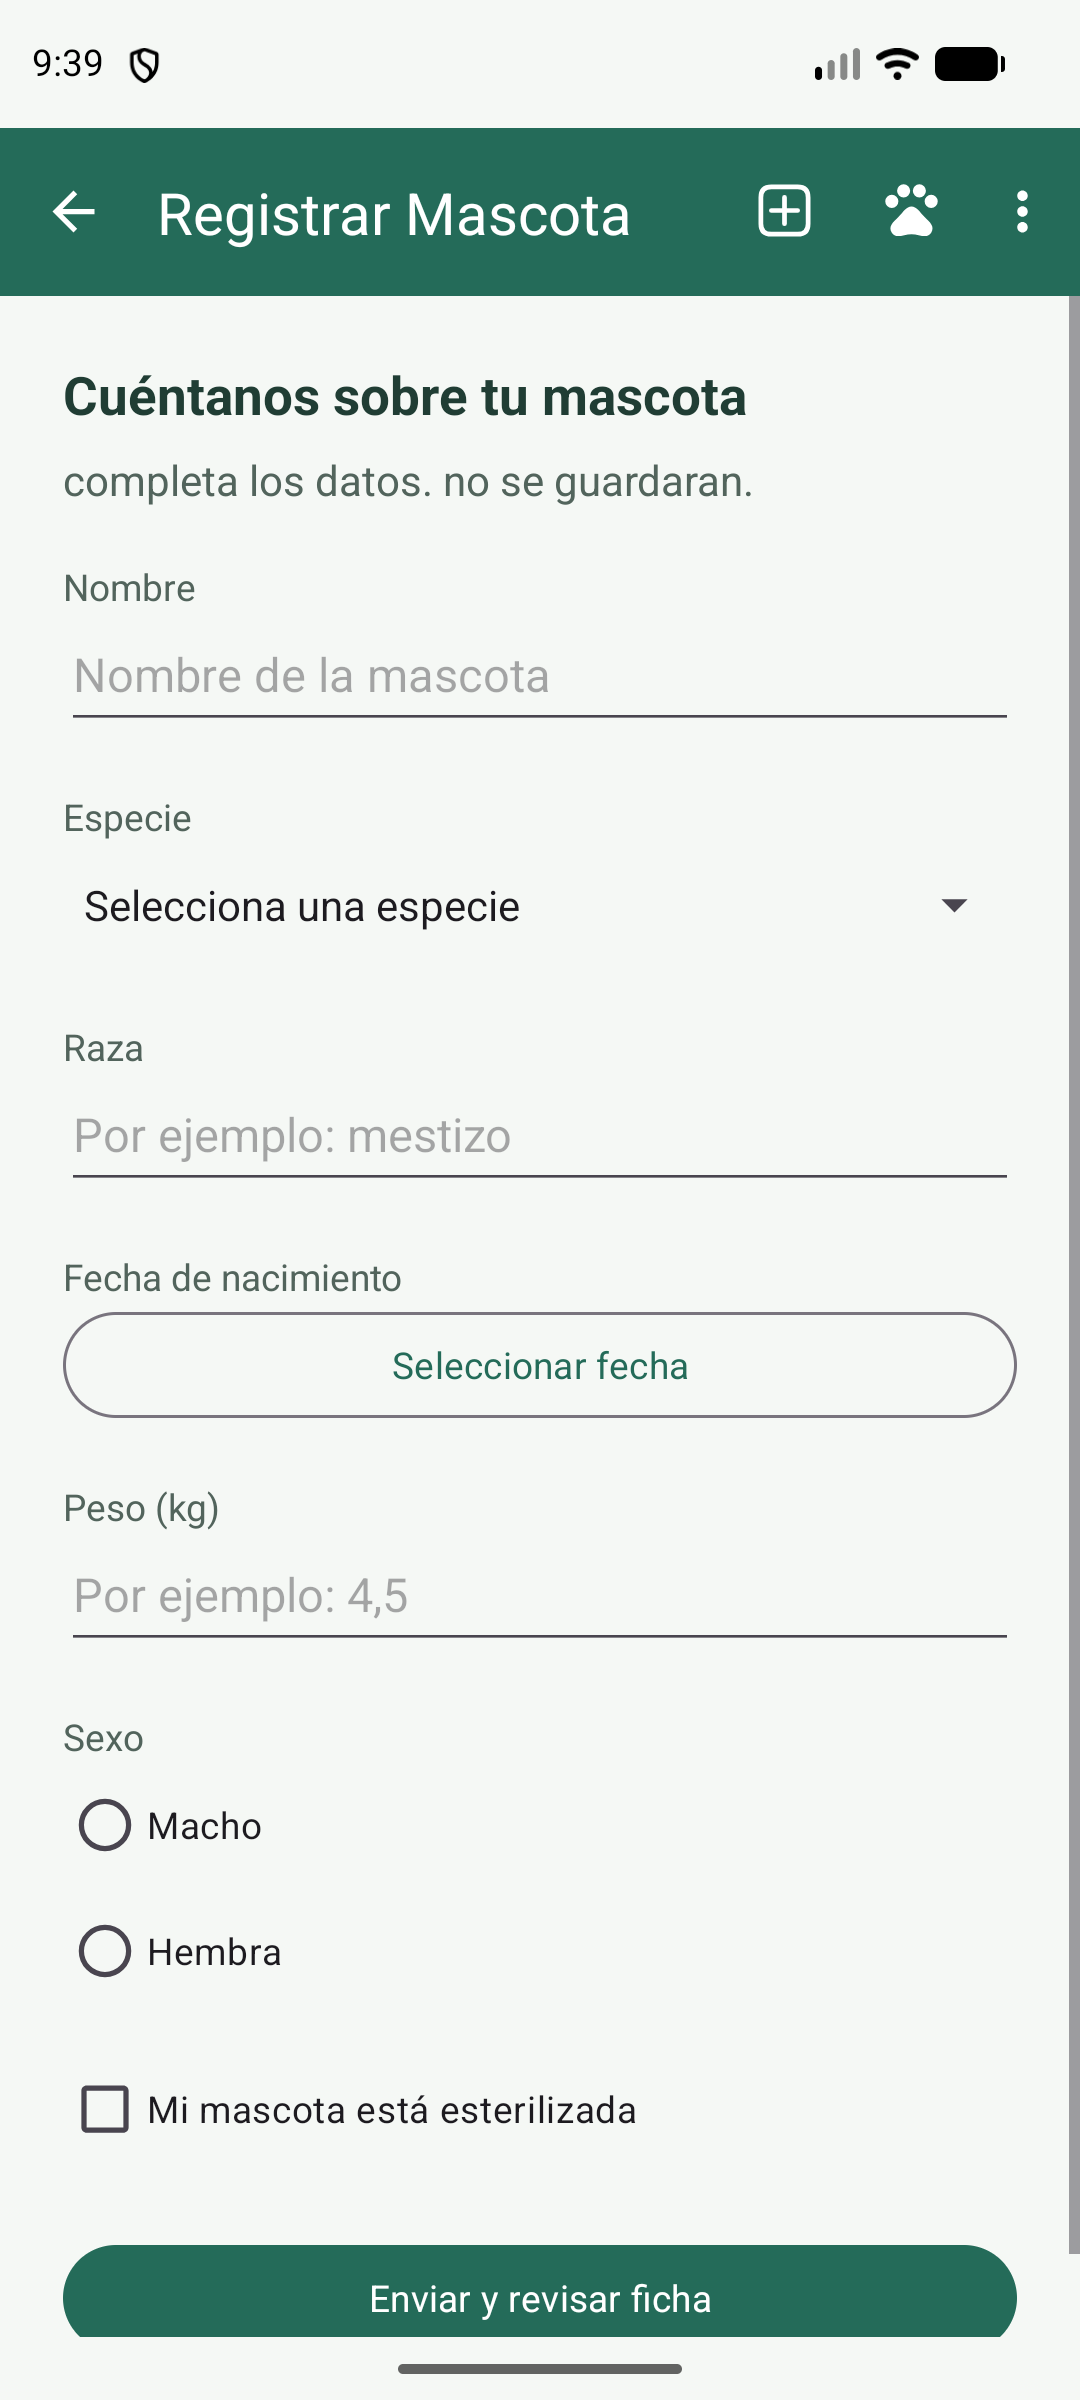 9:39
Registrar Mascota
Cuéntanos sobre tu mascota
completa los datos. no se guardaran.
Nombre
Nombre de la mascota
Especie
Selecciona una especie
Raza
Por ejemplo: mestizo
Fecha de nacimiento
Seleccionar fecha
Peso (kg)
Por ejemplo: 4,5
Sexo
Macho
Hembra
Mi mascota está esterilizada
Enviar y revisar ficha